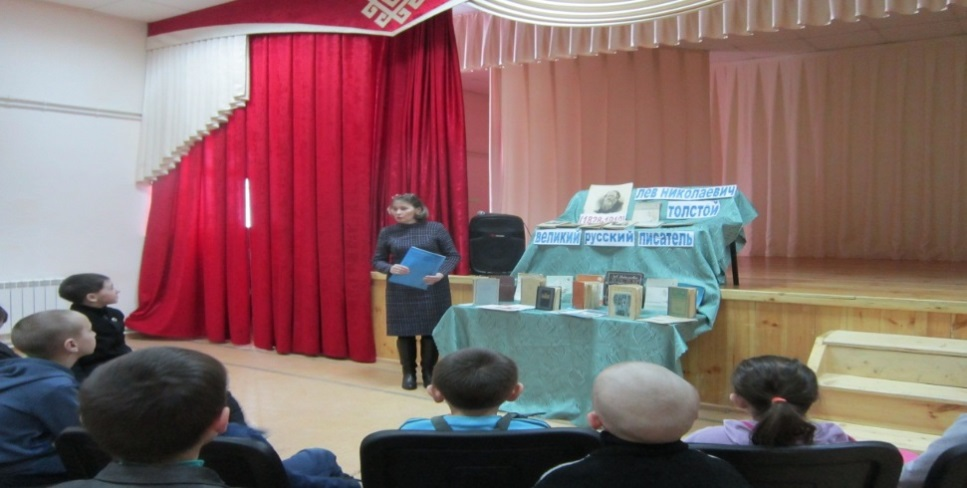 лев николаевич
толстой
великий русский писатель